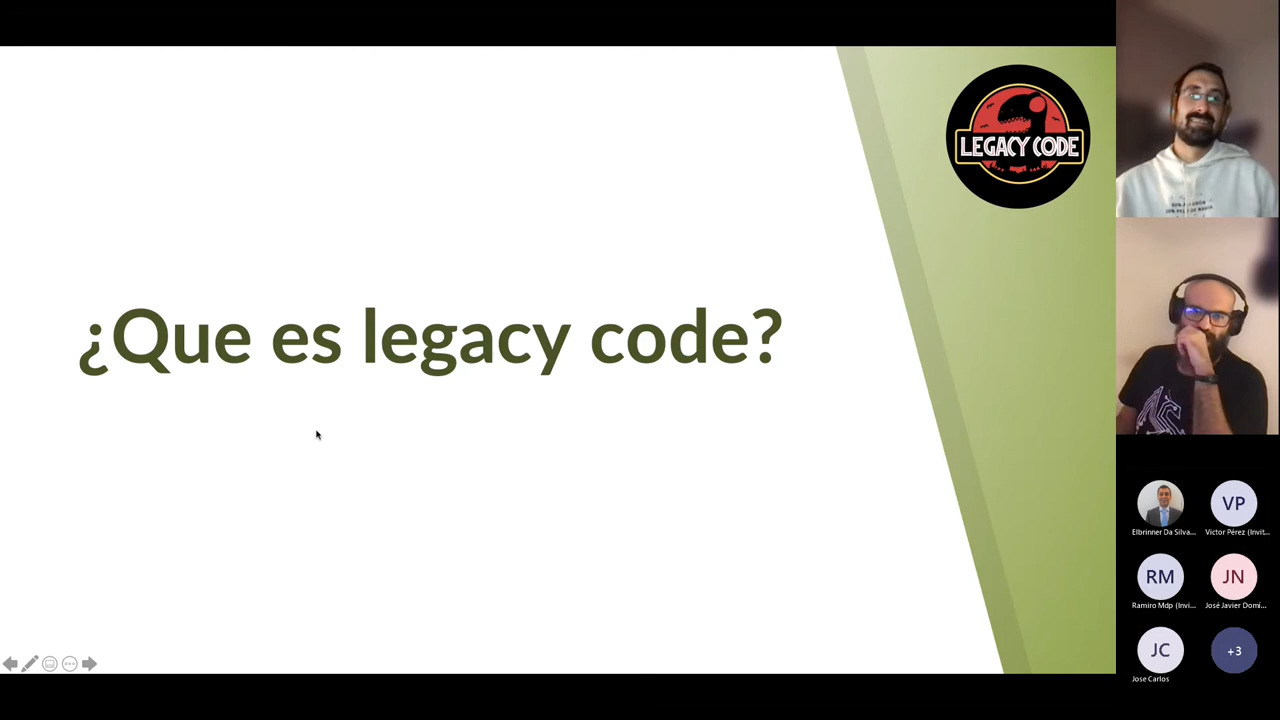 ¿Que es legacy code?
LEGACY CODE
Elbrinner Da Silva...
VP
Victor Pérez (Invit...
RM
Ramiro Mdp (Invi...
JN
José Javier Domí...
JC
Jose Carlos
+3